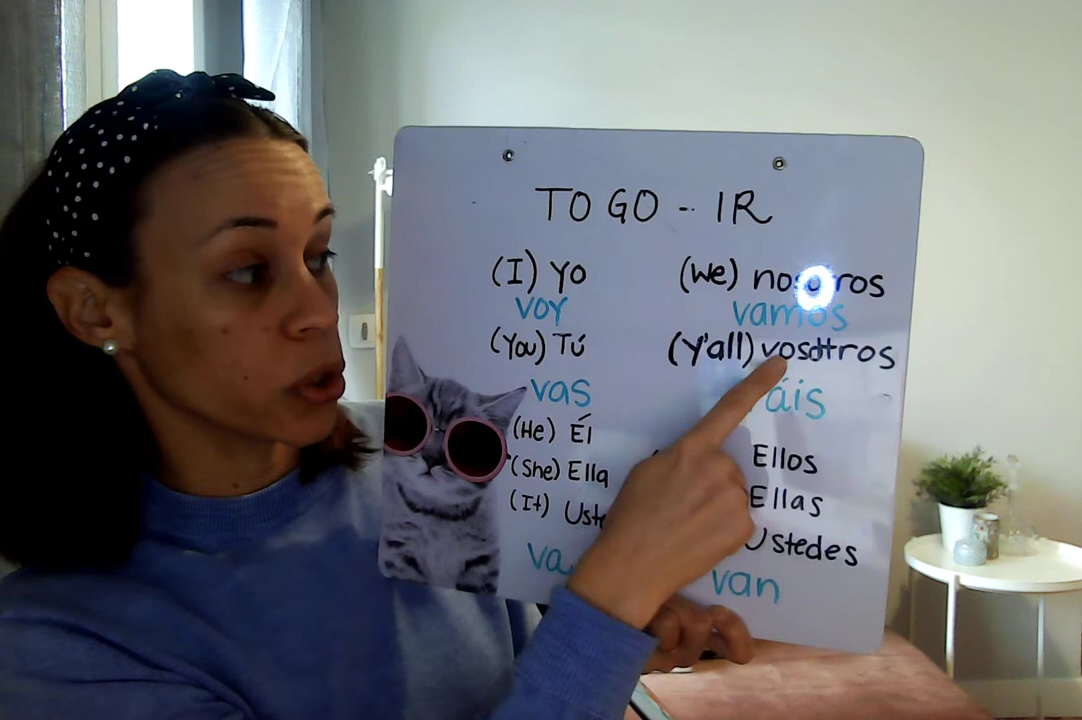 TO GO -- IR
(I) Yo
voy
(You) Tú
vas
(He) Él
(She) Ella
(It)
(We) nosotros
vamos
(y'all) vosotros
Ellos
Ellas
Ustedes
van